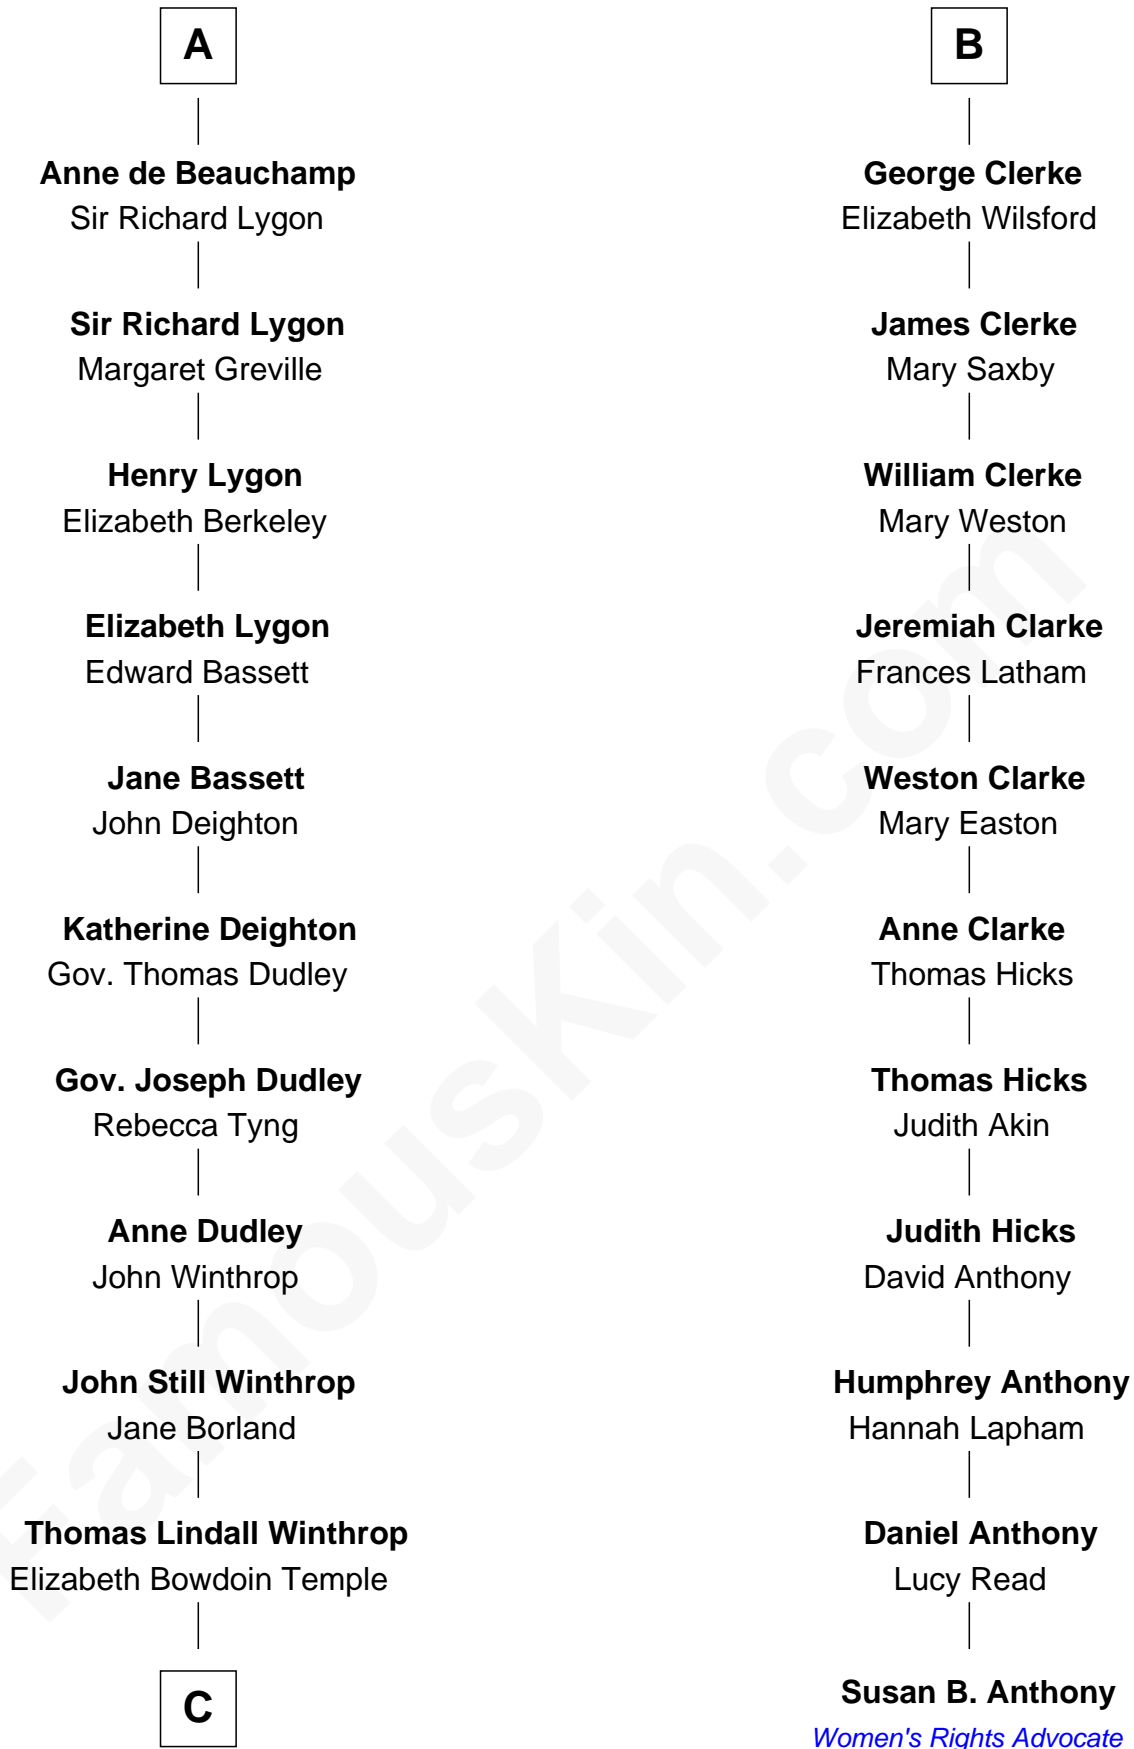 A
Anne de Beauchamp
Sir Richard Lygon
Sir Richard Lygon
Margaret Greville
Henry Lygon
Elizabeth Berkeley
Elizabeth Lygon
Edward Bassett
Jane Bassett
John Deighton
Katherine Deighton
Gov. Thomas Dudley
Gov. Joseph Dudley
Rebecca Tyng
Anne Dudley
John Winthrop
John Still Winthrop
Jane Borland
Thomas Lindall Winthrop
Elizabeth Bowdoin Temple
C
B
George Clerke
Elizabeth Wilsford
James Clerke
Mary Saxby
William Clerke
Mary Weston
Jeremiah Clarke
Frances Latham
Weston Clarke
Mary Easton
Anne Clarke
Thomas Hicks
Thomas Hicks
Judith Akin
Judith Hicks
David Anthony
Humphrey Anthony
Hannah Lapham
Daniel Anthony
Lucy Read
Susan B. Anthony
Women's Rights Advocate
FamousKin.com